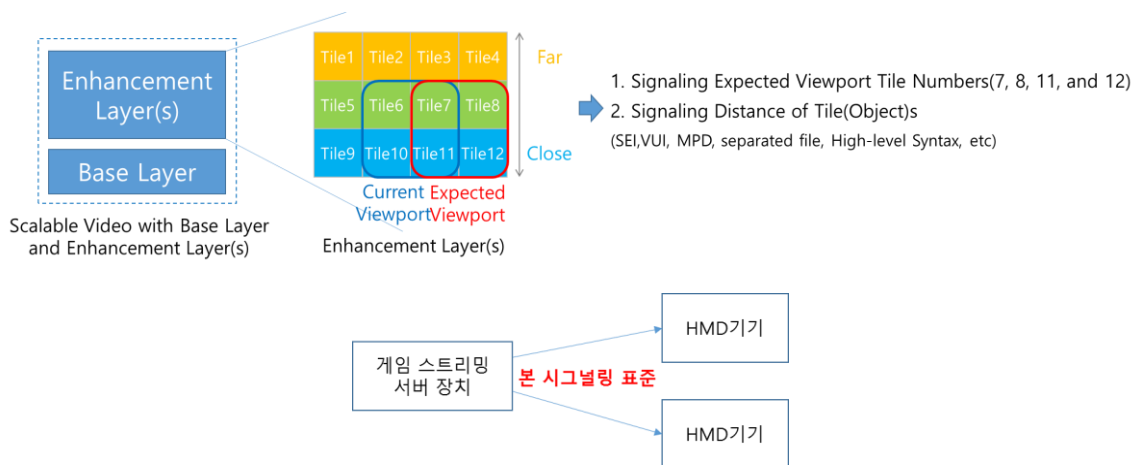 Enhancement
Layer(s)
Base Layer
Scalable Video with Base Layer
and Enhancement Layer(s)
Tile1 Tile2 Tile3 Tile4
Tile5 Tile6 Tile7 Tile8
Tile9 Tile10 Tile11 Tile12
Far
Close
Current
Viewport
Expected
Viewport
Enhancement Layer(s)
1. Signaling Expected Viewport Tile Numbers(7, 8, 11, and 12)
2. Signaling Distance of Tile(Object)s
(SEI,VUI, MPD, separated file, High-level Syntax, etc)
게임 스트리밍
서버 장치
본 시그널링 표준
HMD기기
HMD기기